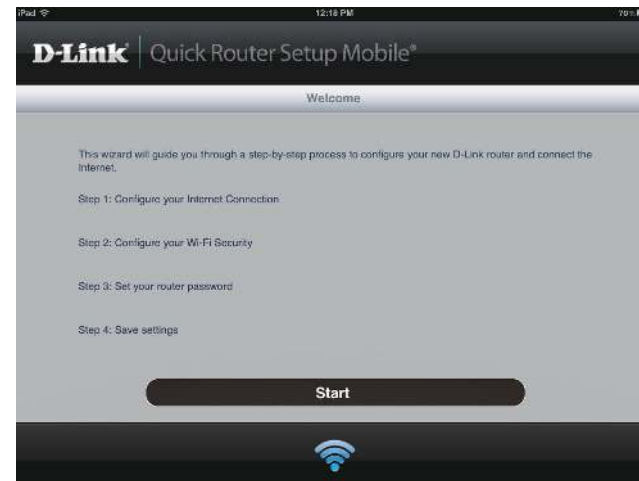 iPad 12:18 PM
D-Link Quick Router Setup Mobile®
Welcome
This wizard will guide you through a step-by-step process to configure your new D-Link router and connect the
Internet.
Step 1: Configure your Internet Connection
Step 2: Configure your Wi-Fi Security
Step 3: Set your router password
Step 4: Save settings
Start